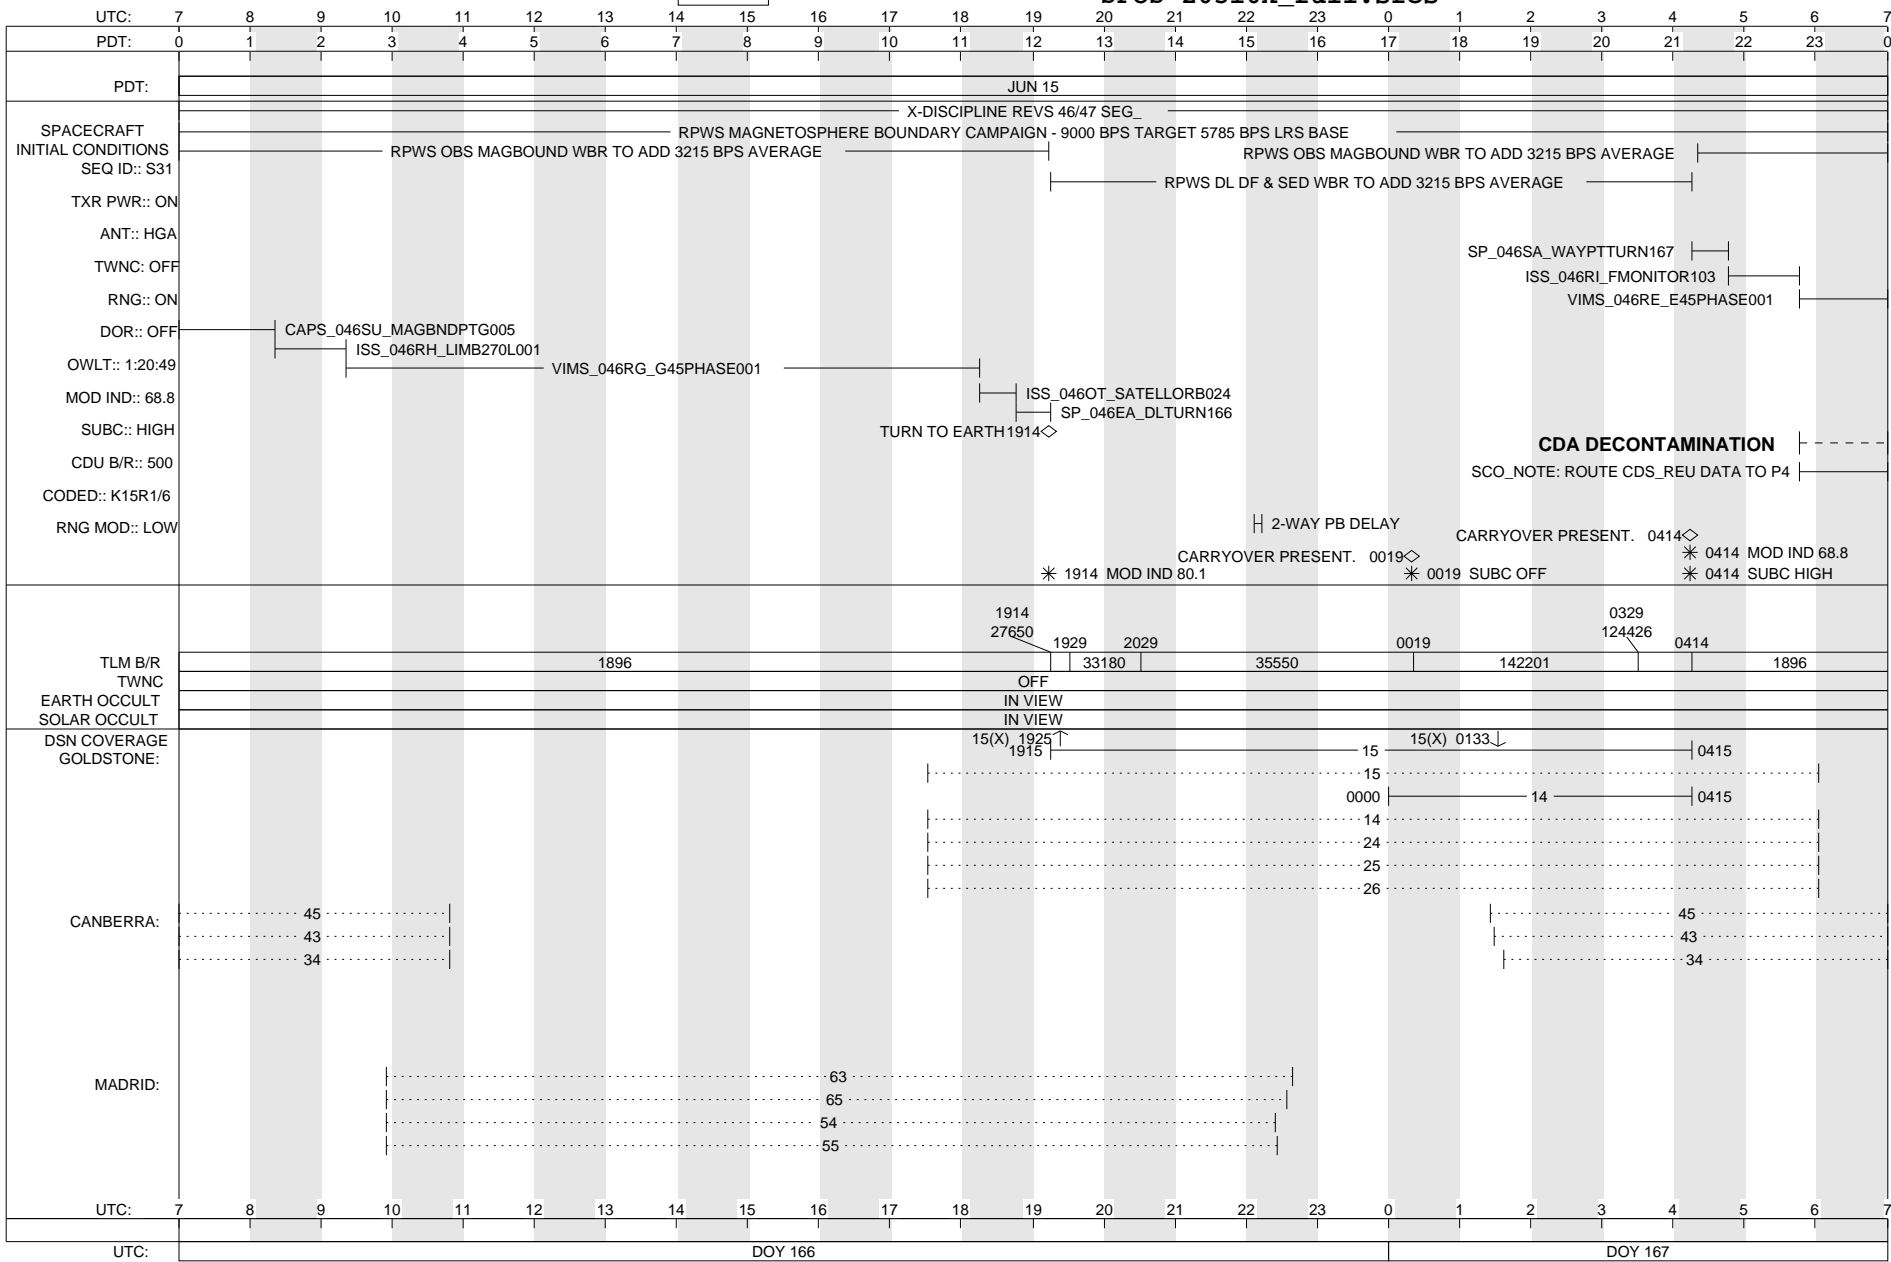 UTC: 7 8 9 10 11 12 13 14 15 16 17 18 19 20 21 22 23 0 1 2 3 4 5 6 7
PDT: 0 1 2 3 4 5 6 7 8 9 10 11 12 13 14 15 16 17 18 19 20 21 22 23 0
PDT: JUN 15
X-DISCIPLINE REVS 46/47 SEG_
SPACECRAFT RPWS MAGNETOSPHERE BOUNDARY CAMPAIGN - 9000 BPS TARGET 5785 BPS LRS BASE
INITIAL CONDITIONS RPWS OBS MAGBOUND WBR TO ADD 3215 BPS AVERAGE RPWS OBS MAGBOUND WBR TO ADD 3215 BPS AVERAGE
SEQ ID:: S31
RPWS DL DF & SED WBR TO ADD 3215 BPS AVERAGE
TXR PWR:: ON
ANT:: HGA
SP_046SA_WAYPTTURN167
TWNC: OFF
ISS_046RI_FMONITOR103
RNG:: ON VIMS_046RE_E45PHASE001
DOR:: OFF CAPS_046SU_MAGBNDPTG005
ISS_046RH_LIMB270L001
OWLT:: 1:20:49 VIMS_046RG_G45PHASE001
MOD IND:: 68.8 ISS_046OT_SATELLORB024
SP_046EA_DLTURN166
SUBC:: HIGH TURN TO EARTH 1914
CDA DECONTAMINATION
CDU B/R:: 500 SCO_NOTE: ROUTE CDS_REU DATA TO P4
CODED:: K15R1/6
RNG MOD:: LOW 2-WAY PB DELAY
CARRYOVER PRESENT. 0414
CARRYOVER PRESENT. 0019 0414 MOD IND 68.8
1914 MOD IND 80.1 0019 SUBC OFF 0414 SUBC HIGH
1914 0329
27650 124426
1929 2029 0019 0414
TLM B/R 1896 33180 35550 142201 1896
TWNC OFF
EARTH OCCULT IN VIEW
SOLAR OCCULT IN VIEW
DSN COVERAGE 15(X) 1925 15(X) 0133
GOLDSTONE: 1915 15 0415
15
0000 14 0415
14
24
25
26
CANBERRA: 45 45
43 43
34 34
MADRID: 63
65
54
55
UTC: 7 8 9 10 11 12 13 14 15 16 17 18 19 20 21 22 23 0 1 2 3 4 5 6 7
UTC: DOY 166 DOY 167